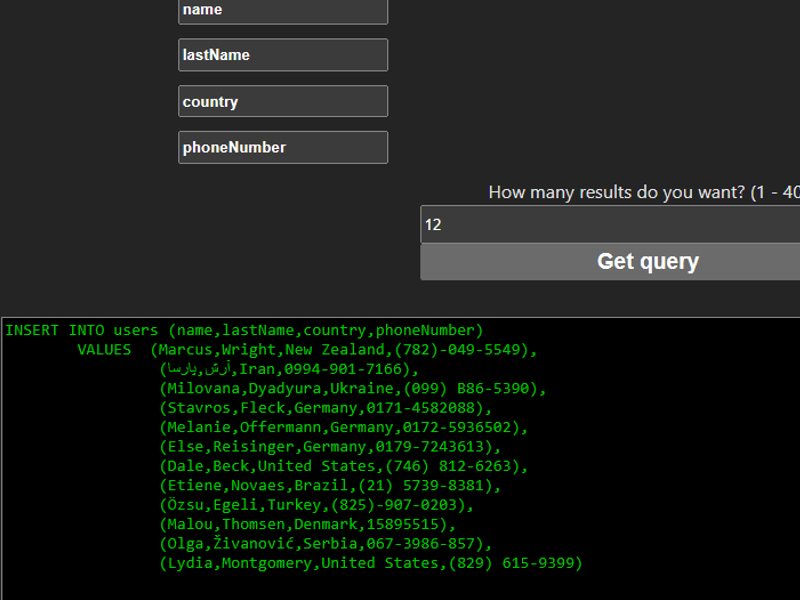 name
lastName
country
phoneNumber
How many results do you want? (1 - 40
12
Get query
INSERT INTO users (name,lastName,country,phoneNumber)
VALUES (Marcus,Wright,New Zealand,(782)-049-5549),
(آرش,پارسا,Iran,0994-901-7166),
(Milovana,Dyadyura,Ukraine,(099) B86-5390),
(Stavros,Fleck,Germany,0171-4582088),
(Melanie,Offermann,Germany,0172-5936502),
(Else,Reisinger,Germany,0179-7243613),
(Dale,Beck,United States,(746) 812-6263),
(Etiene,Novaes,Brazil,(21) 5739-8381),
(Özsu,Egeli,Turkey,(825)-907-0203),
(Malou,Thomsen,Denmark,15895515),
(Olga,Živanović,Serbia,067-3986-857),
(Lydia,Montgomery,United States,(829) 615-9399)